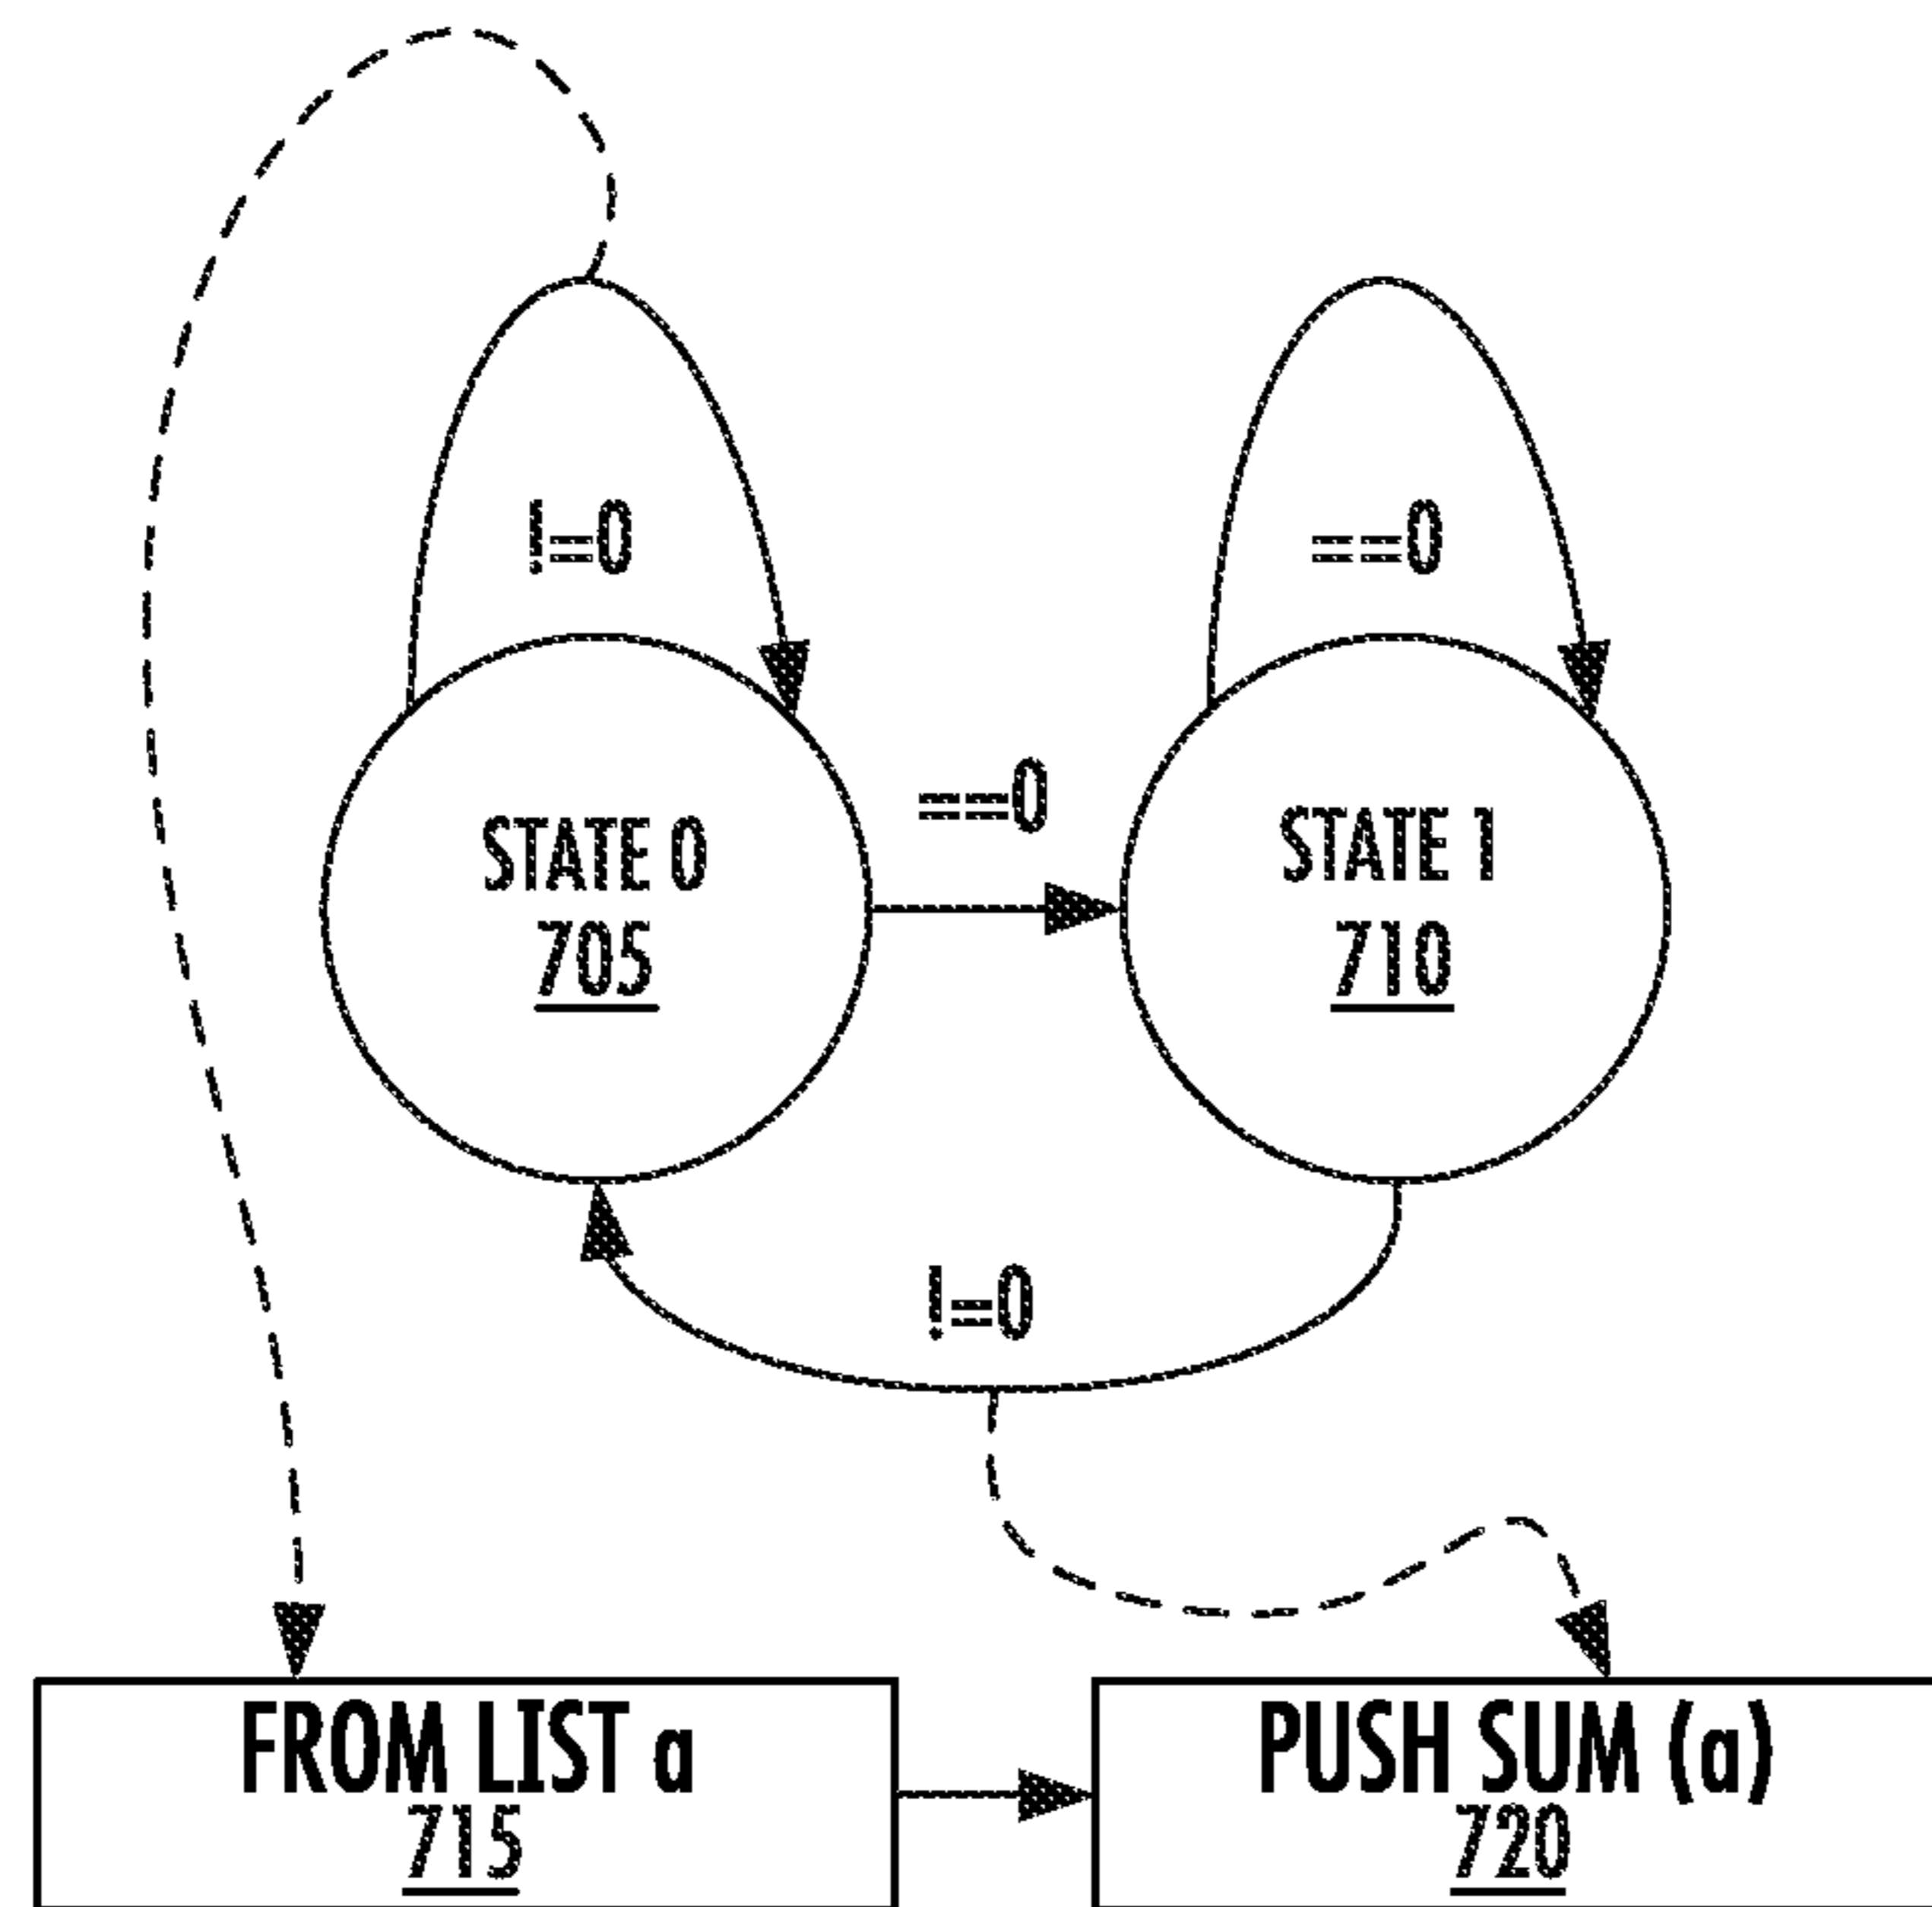 !=0
==0
==0
STATE 0
705
STATE 1
710
!=0
FROM LIST a
715
PUSH SUM (a)
720